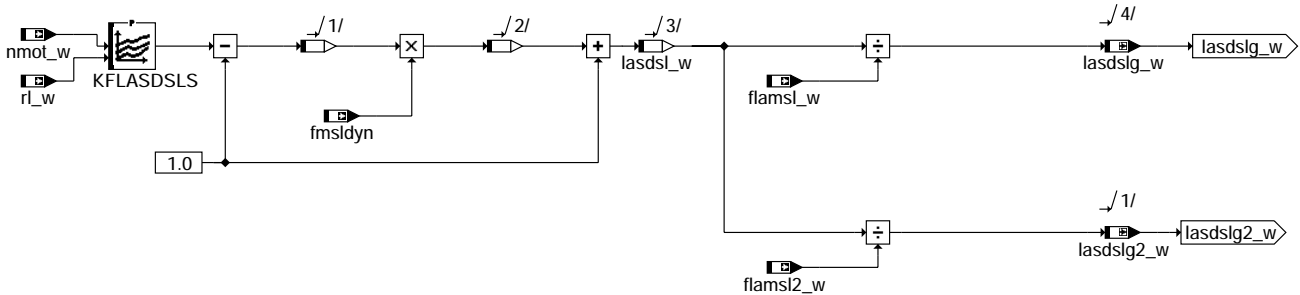 P
1/
2/
3/
4/
nmot_w
rl_w
KFLASDSLS
lasdsl_w
lasdslg_w
lasdslg_w
flamsl_w
fmsldyn
1.0
1/
lasdslg2_w
lasdslg2_w
flamsl2_w